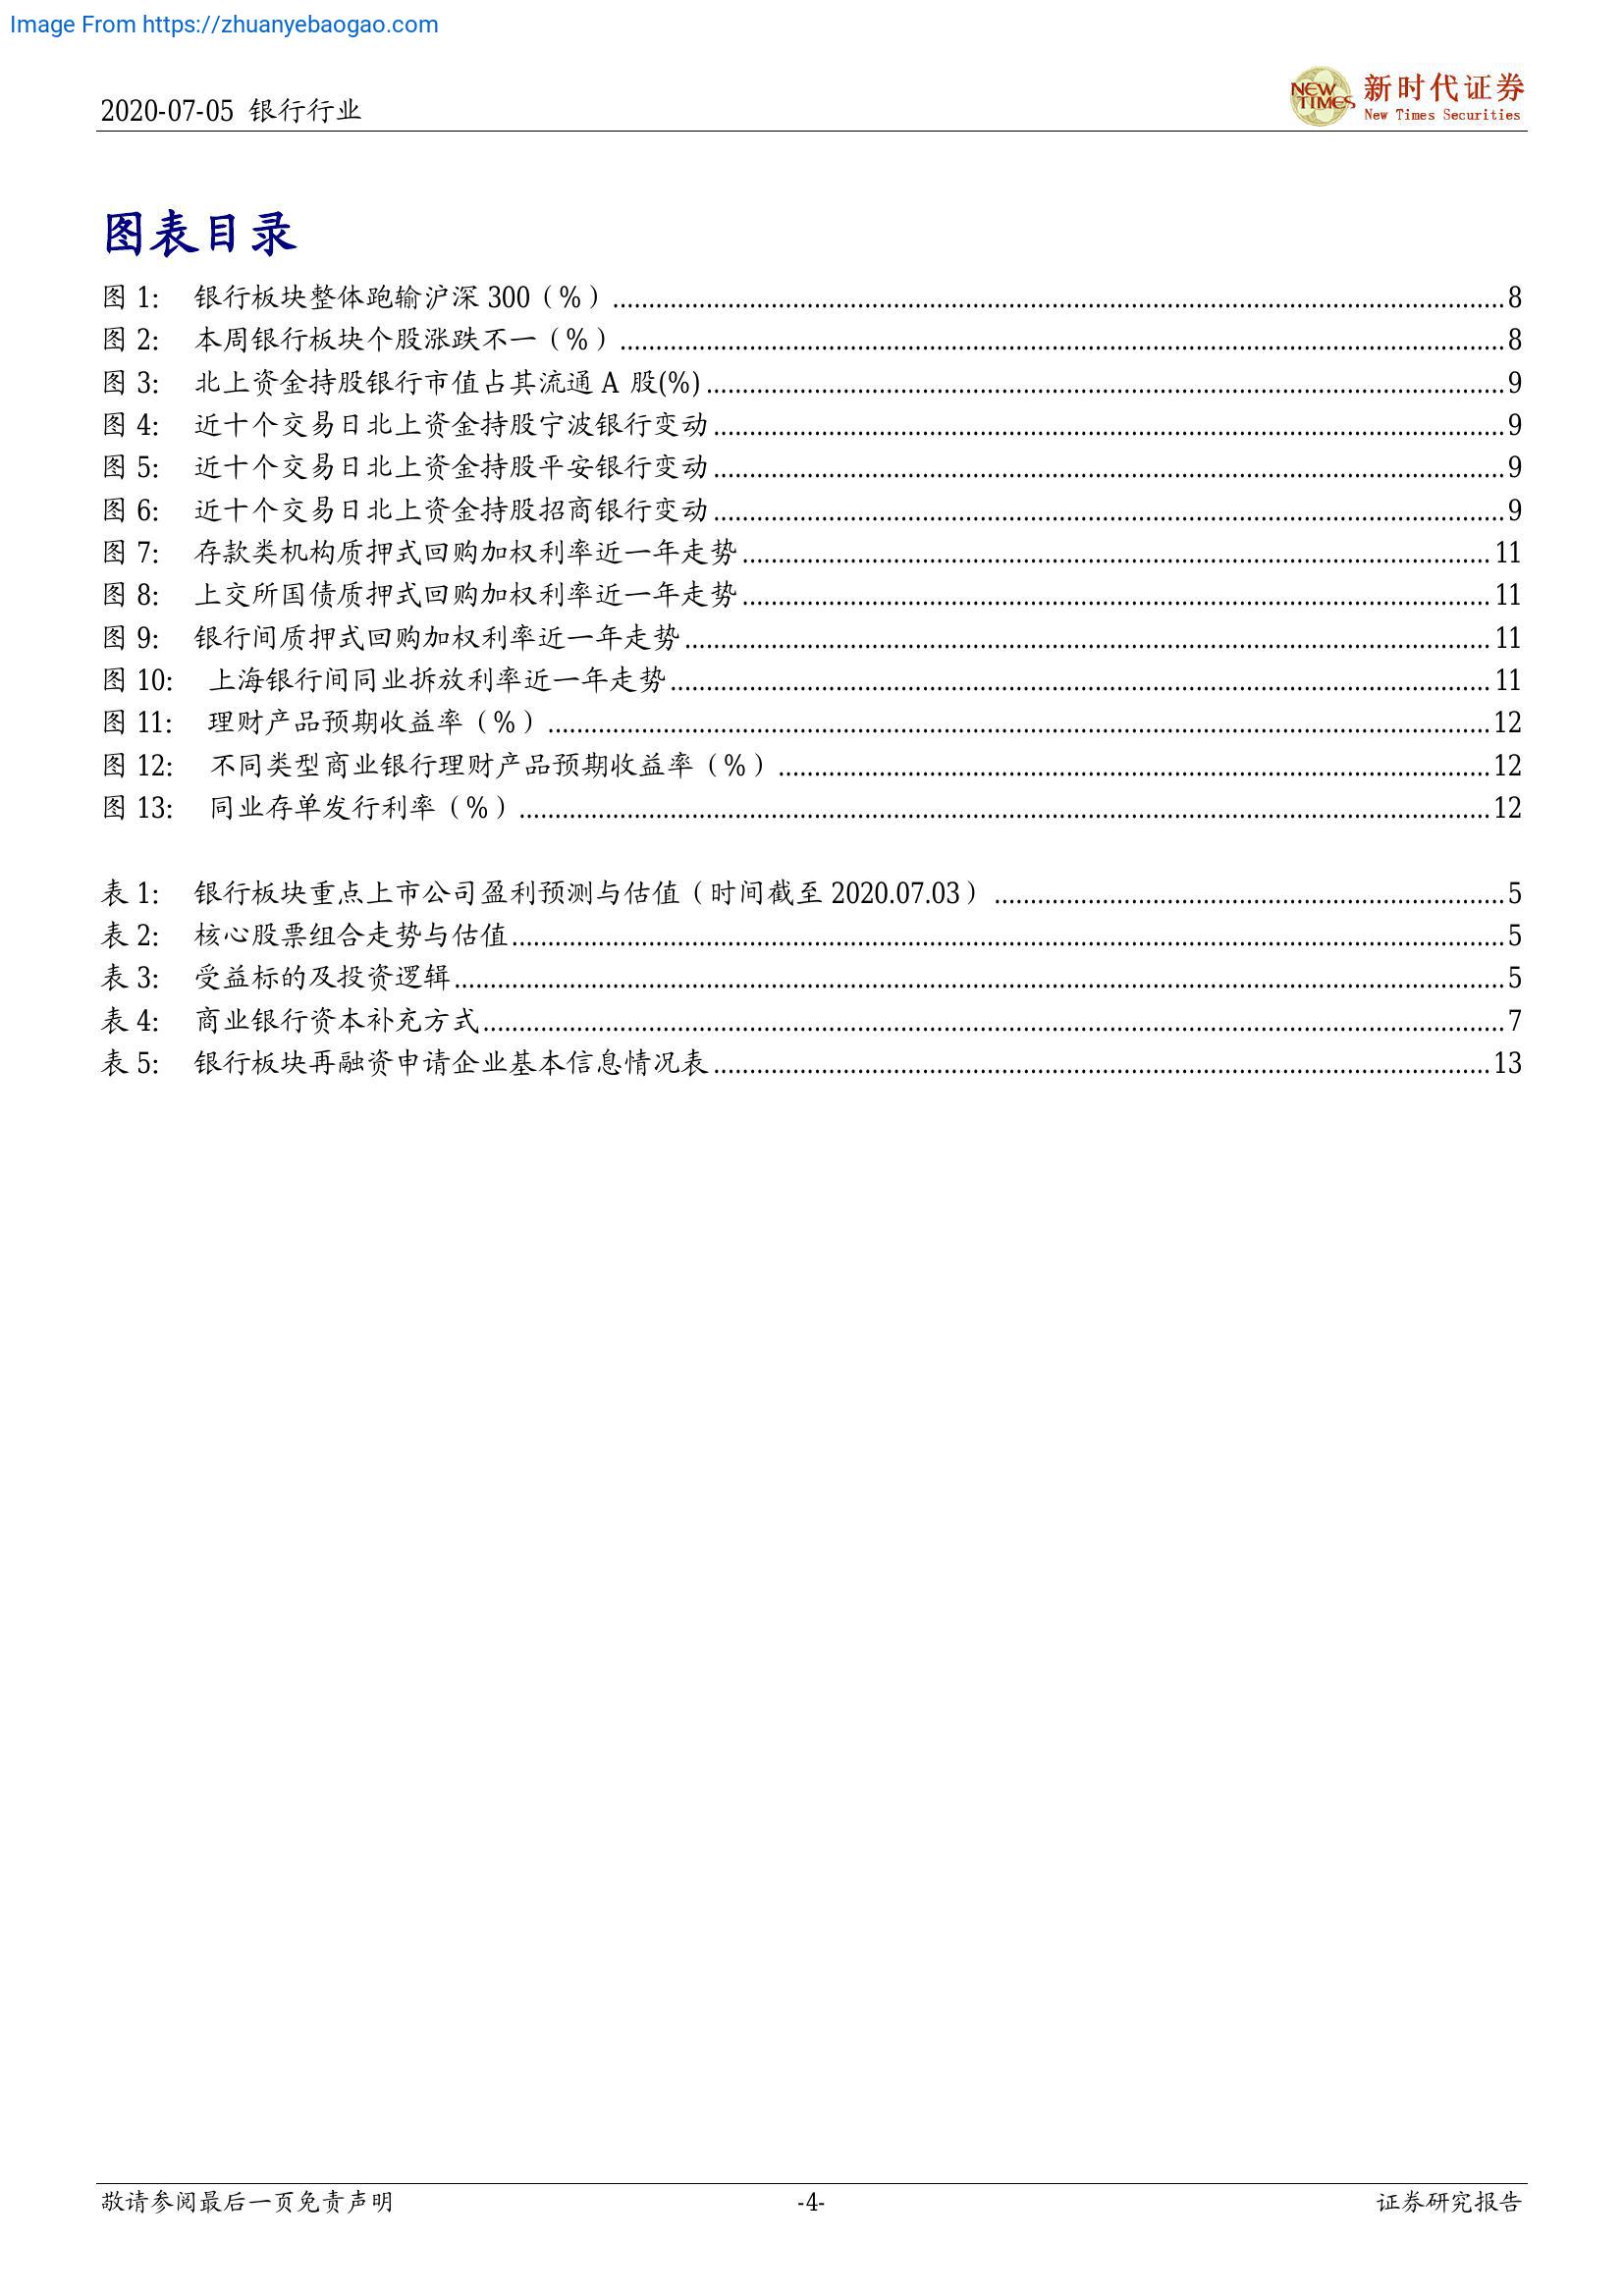 Image From https://zhuanyebaogao.com
2020-07-05 银行行业
NEW TIMES 新时代证券
New Times Securities
图表目录
图 1: 银行板块整体跑输沪深 300（%）........8
图 2: 本周银行板块个股涨跌不一（%）........8
图 3: 北上资金持股银行市值占其流通 A 股(%)........9
图 4: 近十个交易日北上资金持股宁波银行变动........9
图 5: 近十个交易日北上资金持股平安银行变动........9
图 6: 近十个交易日北上资金持股招商银行变动........9
图 7: 存款类机构质押式回购加权利率近一年走势........11
图 8: 上交所国债质押式回购加权利率近一年走势........11
图 9: 银行间质押式回购加权利率近一年走势........11
图 10: 上海银行间同业拆放利率近一年走势........11
图 11: 理财产品预期收益率（%）........12
图 12: 不同类型商业银行理财产品预期收益率（%）........12
图 13: 同业存单发行利率（%）........12
表 1: 银行板块重点上市公司盈利预测与估值（时间截至 2020.07.03）........5
表 2: 核心股票组合走势与估值........5
表 3: 受益标的及投资逻辑........5
表 4: 商业银行资本补充方式........7
表 5: 银行板块再融资申请企业基本信息情况表........13
敬请参阅最后一页免责声明 -4- 证券研究报告